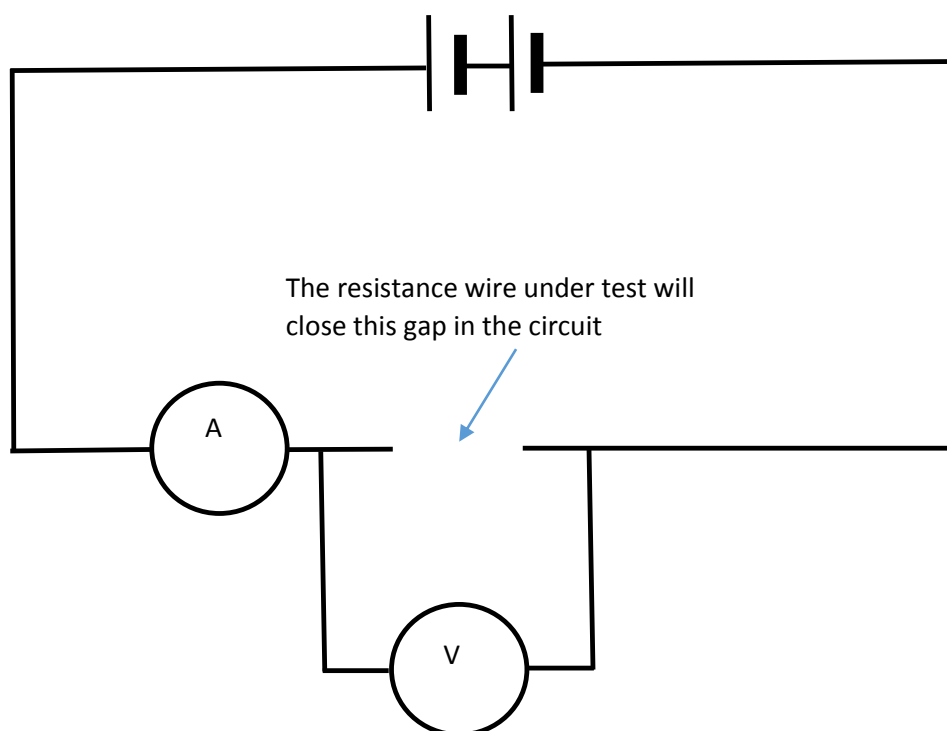 The resistance wire under test will
close this gap in the circuit
A
V